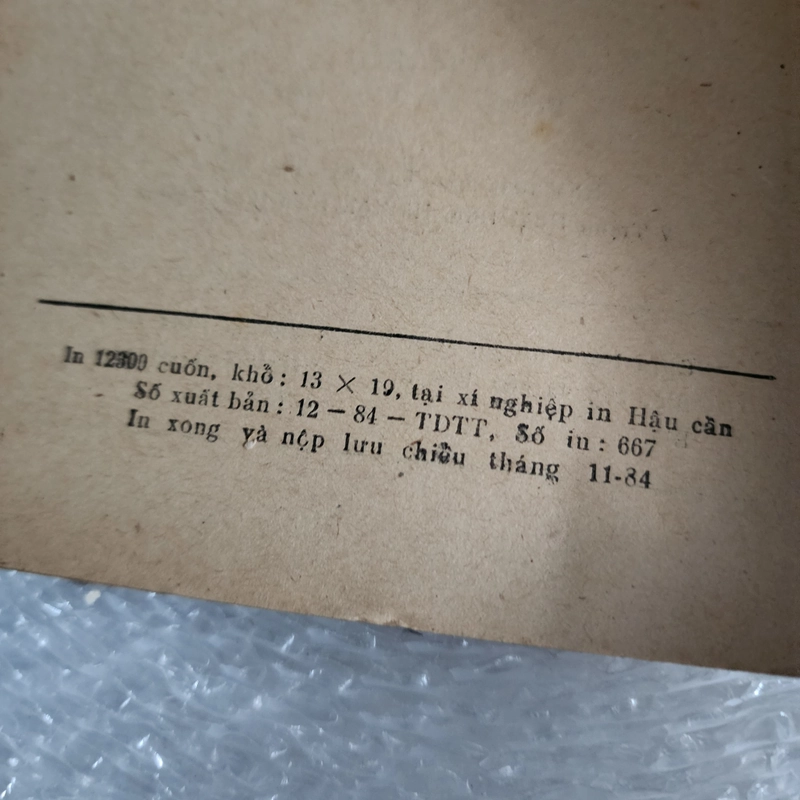 In 12300 cuốn, khổ: 13 × 19, tại xí nghiệp in Hậu cần
Số xuất bản: 12 – 84 – TDTT, Số in: 667
In xong và nộp lưu chiều tháng 11-84